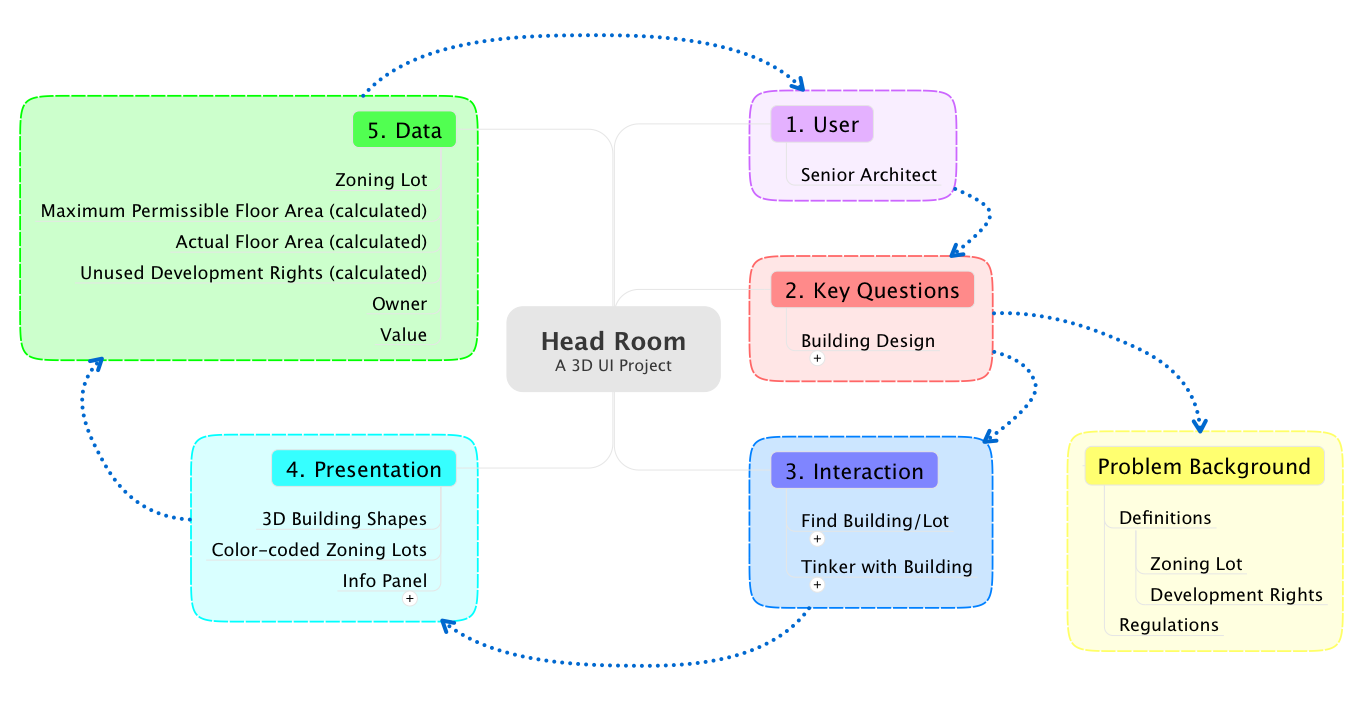 5. Data
Zoning Lot
Maximum Permissible Floor Area (calculated)
Actual Floor Area (calculated)
Unused Development Rights (calculated)
Owner
Value
1. User
Senior Architect
2. Key Questions
Building Design
+
Head Room
A 3D UI Project
4. Presentation
3D Building Shapes
Color-coded Zoning Lots
Info Panel
+
3. Interaction
Find Building/Lot
+
Tinker with Building
+
Problem Background
Definitions
Zoning Lot
Development Rights
Regulations